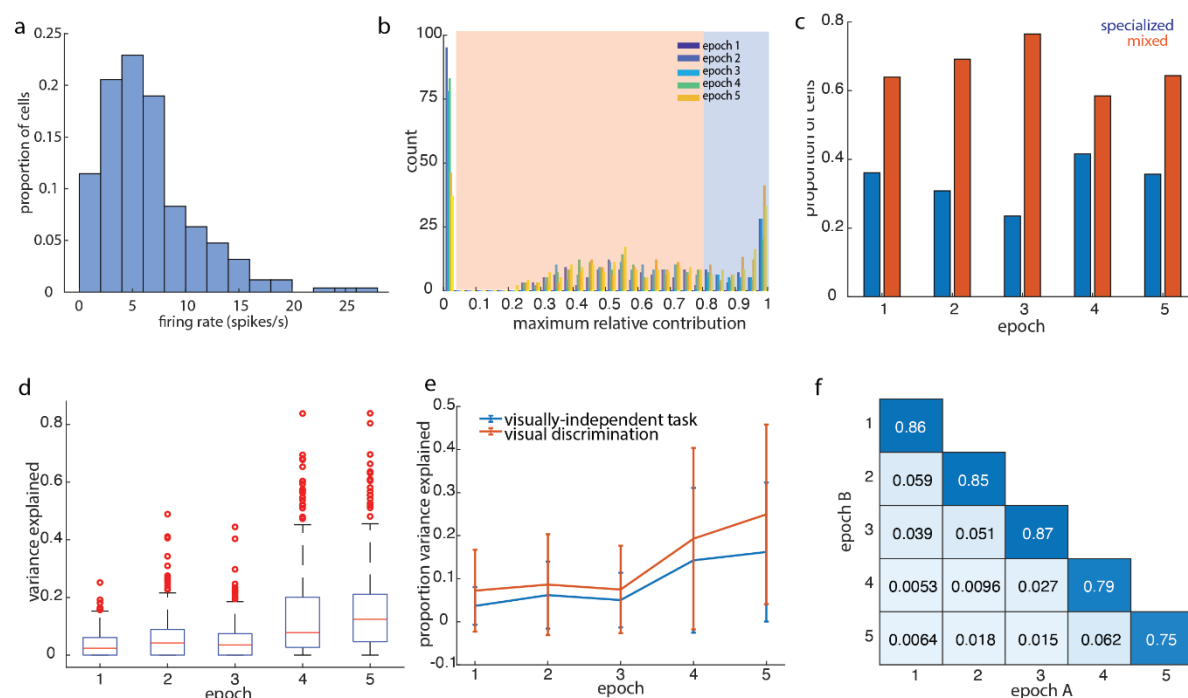 a
0.25
0.2
0.15
0.1
0.05
0
proportion of cells
0 5 10 15 20 25
firing rate (spikes/s)
b
100
75
50
25
0
count
epoch 1
epoch 2
epoch 3
epoch 4
epoch 5
0 0.1 0.2 0.3 0.4 0.5 0.6 0.7 0.8 0.9 1
maximum relative contribution
c
0.8
0.6
0.4
0.2
0
proportion of cells
specialized
mixed
1 2 3 4 5
epoch
d
0.8
0.6
0.4
0.2
0
variance explained
1 2 3 4 5
epoch
e
0.5
0.4
0.3
0.2
0.1
0
-0.1
proportion variance explained
visually-independent task
visual discrimination
1 2 3 4 5
epoch
f
epoch B
1 0.86
2 0.059 0.85
3 0.039 0.051 0.87
4 0.0053 0.0096 0.027 0.79
5 0.0064 0.018 0.015 0.062 0.75
1 2 3 4 5
epoch A